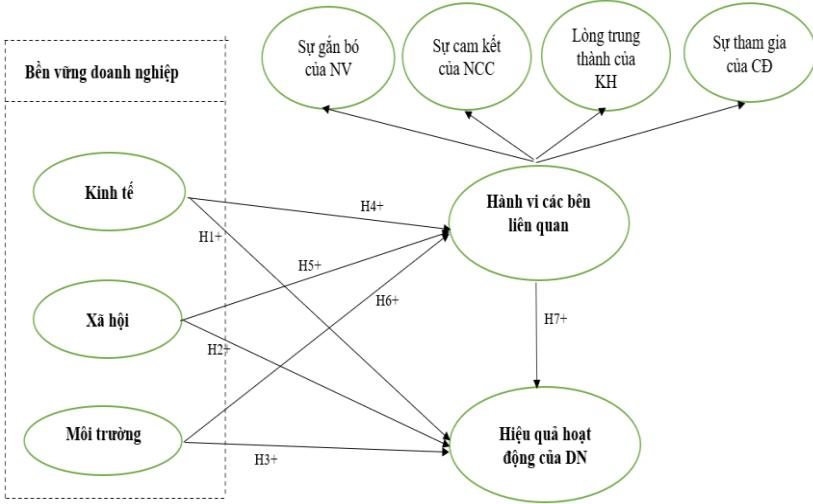 Sự gắn bó
của NV
Sự cam kết
của NCC
Lòng trung
thành của
KH
Sự tham gia
của CĐ
Bền vững doanh nghiệp
Kinh tế
H4+
Hành vi các bên
liên quan
H1+
H5+
H6+
Xã hội
H7+
H2+
Môi trường
H3+
Hiệu quả hoạt
động của DN